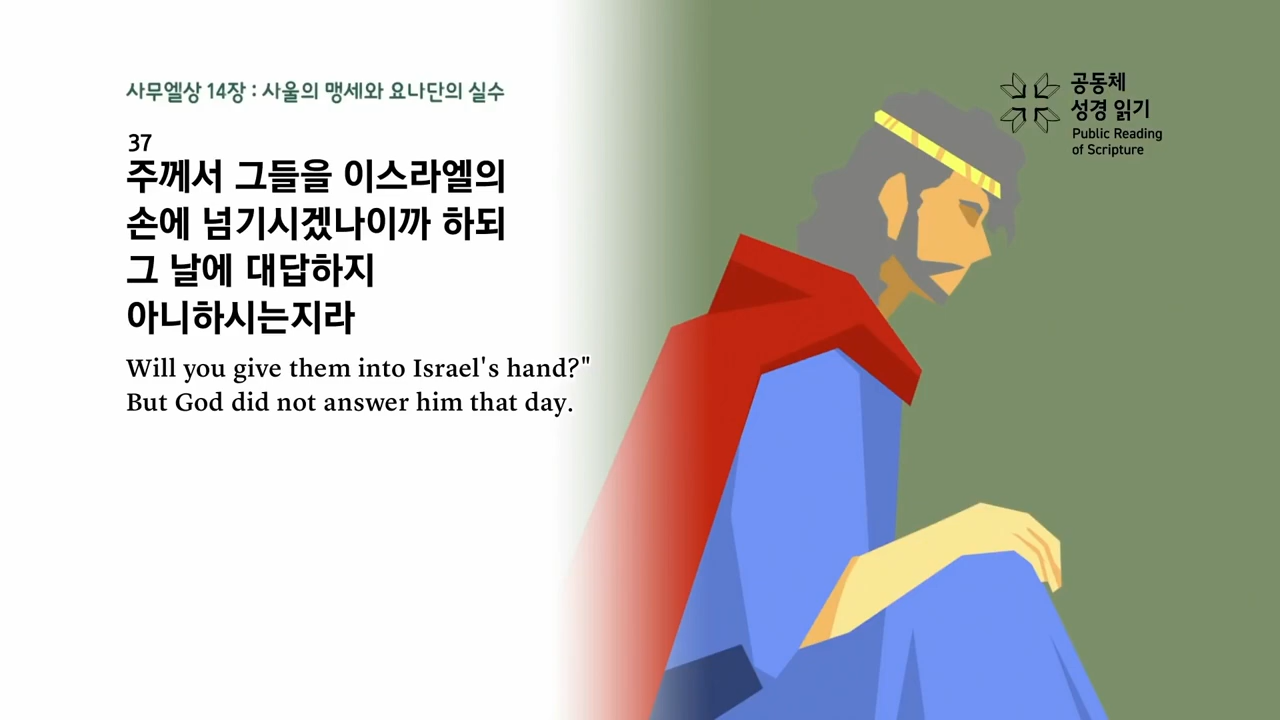 사무엘상 14장 : 사울의 맹세와 요나단의 실수
37
주께서 그들을 이스라엘의
손에 넘기시겠나이까 하되
그 날에 대답하지
아니하시는지라
Will you give them into Israel's hand?"
But God did not answer him that day.
공동체
성경 읽기
Public Reading
of Scripture